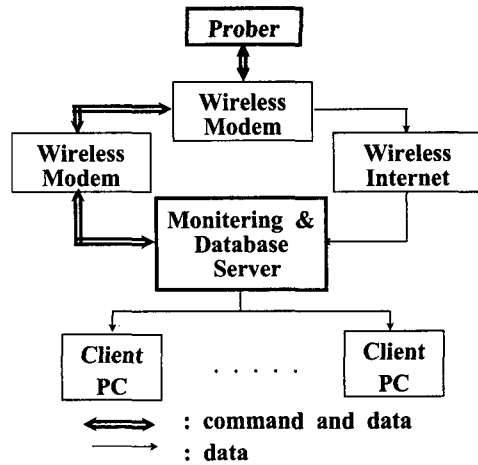 Prober
Wireless
Modem
Wireless
Modem
Wireless
Internet
Monitering &
Database
Server
Client
PC
. . . . .
Client
PC
: command and data
: data